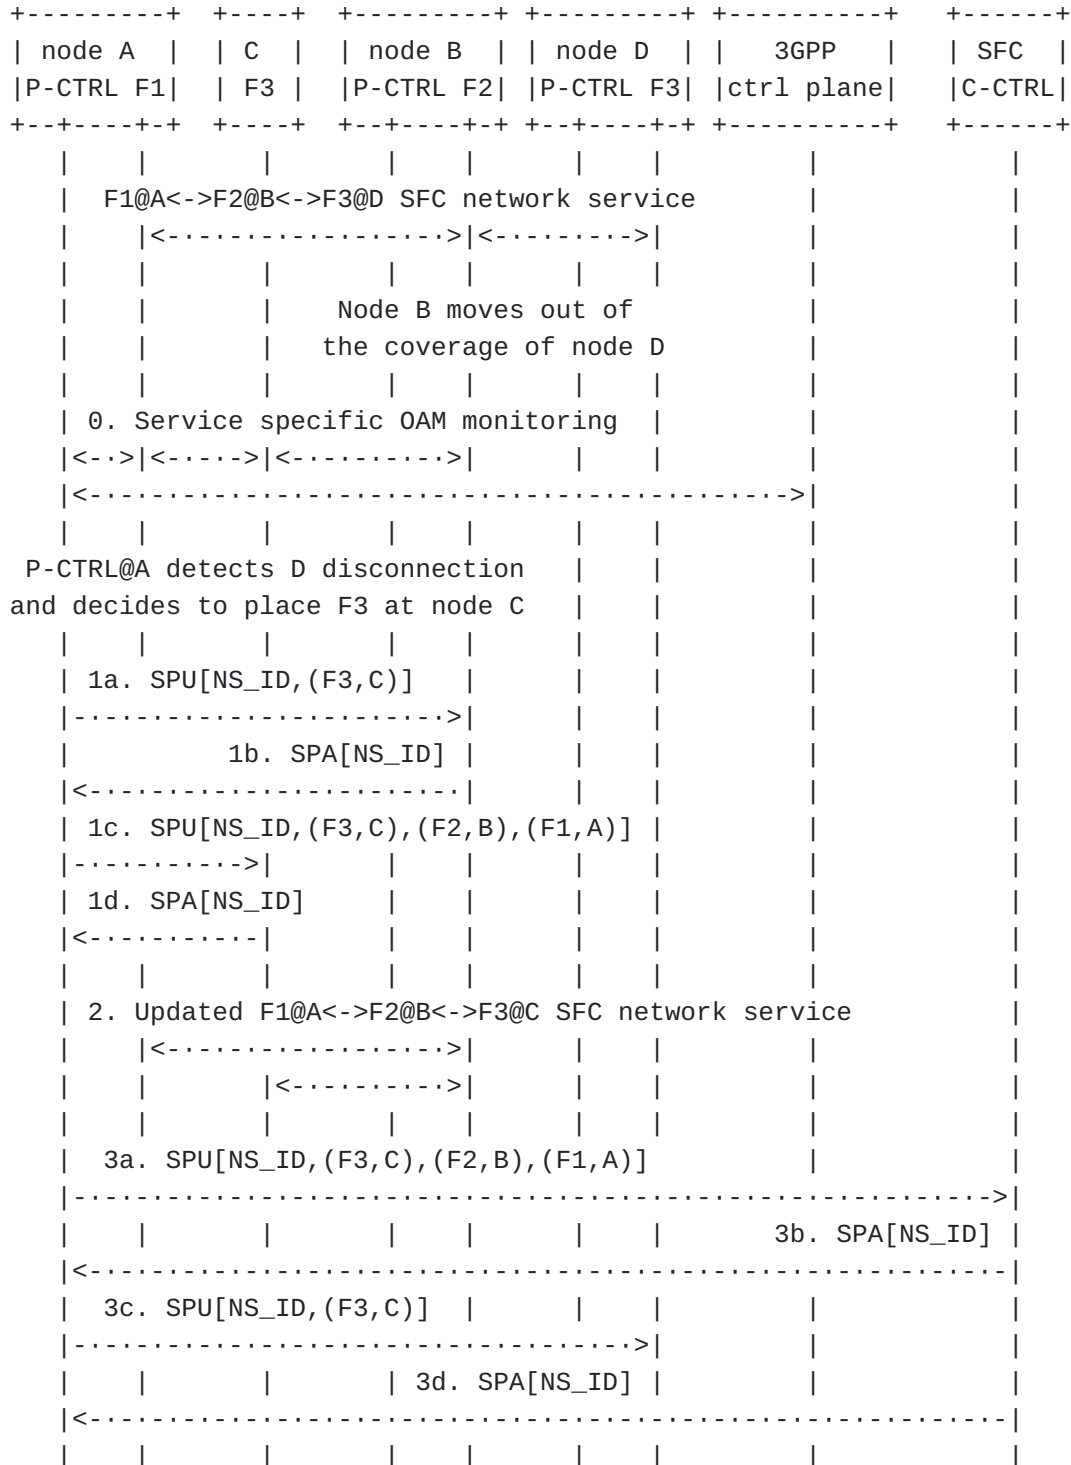 +---------+  +----+  +---------+ +---------+ +----------+   +------+
| node A  |  | C  |  | node B  | | node D  | |   3GPP   |   | SFC  |
|P-CTRL F1|  | F3 |  |P-CTRL F2| |P-CTRL F3| |ctrl plane|   |C-CTRL|
+--+----+-+  +----+  +--+----+-+ +--+----+-+ +----------+   +------+
   |    |       |       |    |      |    |         |            |
   |  F1@A<->F2@B<->F3@D SFC network service       |            |
   |    |<-·-·-·-·-·-·-·-·-·>|<-·-·-·-·->|         |            |
   |    |       |       |    |      |    |         |            |
   |    |       |    Node B moves out of           |            |
   |    |       |   the coverage of node D         |            |
   |    |       |       |    |      |    |         |            |
   | 0. Service specific OAM monitoring  |         |            |
   |<-·>|<-·-·->|<-·-·-·-·-·>|      |    |         |            |
   |<-·-·-·-·-·-·-·-·-·-·-·-·-·-·-·-·-·-·-·-·-·-·->|            |
   |    |       |       |    |      |    |         |            |
 P-CTRL@A detects D disconnection   |    |         |            |
and decides to place F3 at node C   |    |         |            |
   |    |       |       |    |      |    |         |            |
   | 1a. SPU[NS_ID,(F3,C)]   |      |    |         |            |
   |-·-·-·-·-·-·-·-·-·-·-·-·>|      |    |         |            |
   |          1b. SPA[NS_ID] |      |    |         |            |
   |<-·-·-·-·-·-·-·-·-·-·-·-·|      |    |         |            |
   | 1c. SPU[NS_ID,(F3,C),(F2,B),(F1,A)] |         |            |
   |-·-·-·-·-·->|       |    |      |    |         |            |
   | 1d. SPA[NS_ID]     |    |      |    |         |            |
   |<-·-·-·-·-·-|       |    |      |    |         |            |
   |    |       |       |    |      |    |         |            |
   | 2. Updated F1@A<->F2@B<->F3@C SFC network service          |
   |    |<-·-·-·-·-·-·-·-·-·>|      |    |         |            |
   |    |       |<-·-·-·-·-·>|      |    |         |            |
   |    |       |       |    |      |    |         |            |
   |  3a. SPU[NS_ID,(F3,C),(F2,B),(F1,A)]          |            |
   |-·-·-·-·-·-·-·-·-·-·-·-·-·-·-·-·-·-·-·-·-·-·-·-·-·-·-·-·-·->|
   |    |       |       |    |      |    |       3b. SPA[NS_ID] |
   |<-·-·-·-·-·-·-·-·-·-·-·-·-·-·-·-·-·-·-·-·-·-·-·-·-·-·-·-·-·-|
   |  3c. SPU[NS_ID,(F3,C)]  |      |    |         |            |
   |-·-·-·-·-·-·-·-·-·-·-·-·-·-·-·-·-·-·>|         |            |
   |    |       |       | 3d. SPA[NS_ID] |         |            |
   |<-·-·-·-·-·-·-·-·-·-·-·-·-·-·-·-·-·-·-·-·-·-·-·-·-·-·-·-·-·-|
   |    |       |       |    |      |    |         |            |